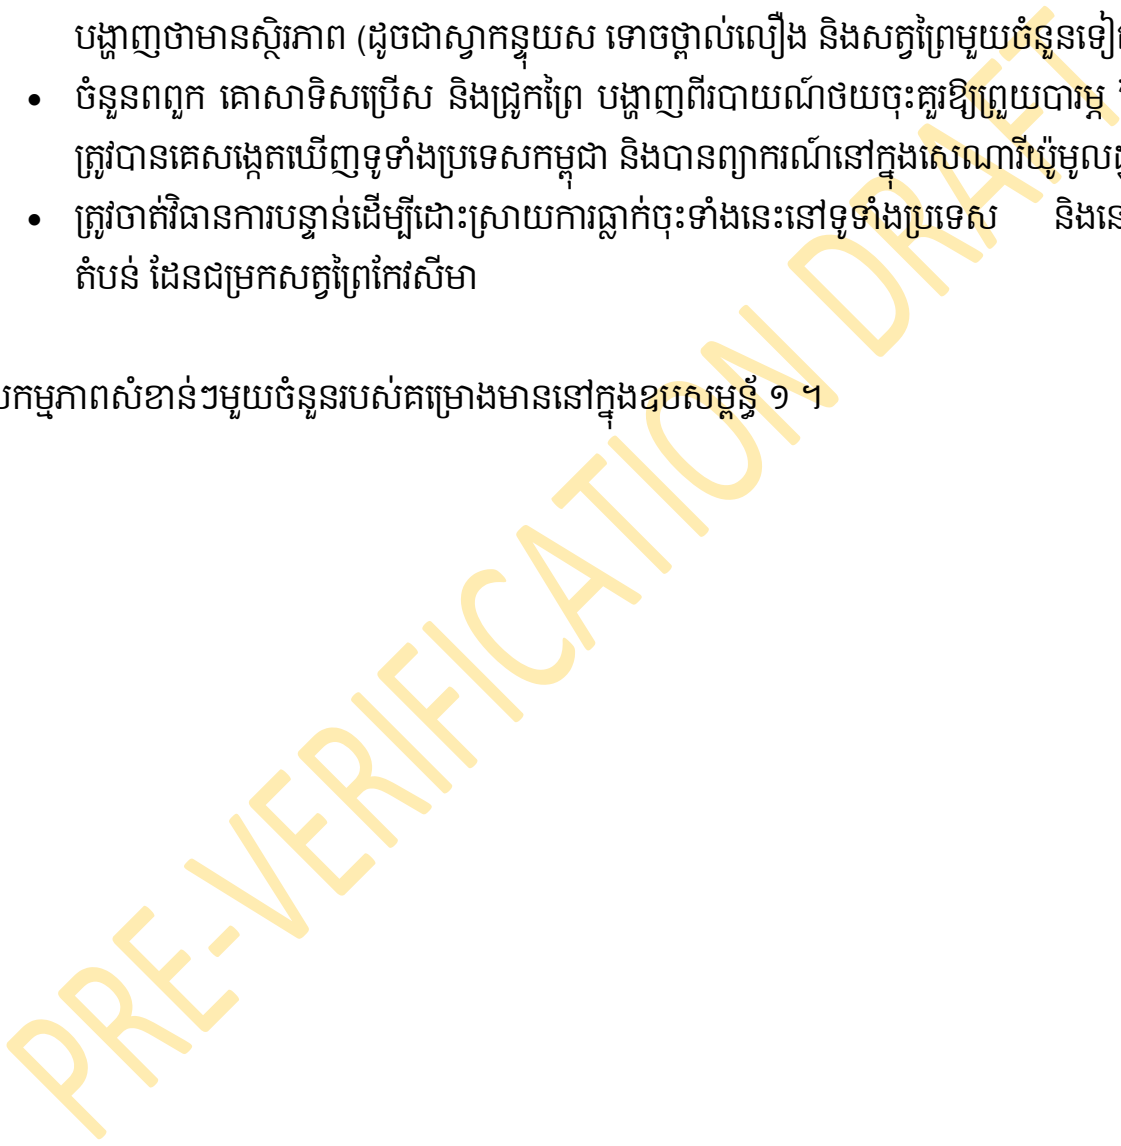 បង្ហាញថាមានស្ថិរភាព (ដូចជាស្វាកន្ទុយស ទោចថ្ពាល់លឿង និងសត្វព្រៃមួយចំនួន
• ចំនួនពពួក គោសាទិសប្រើស និងជ្រូកព្រៃ បង្ហាញពីរបាយណ៍ថយចុះគួរឱ្យព្រួយបារម្ភ
ត្រូវបានគេសង្កេតឃើញទូទាំងប្រទេសកម្ពុជា និងបានព្យាករណ៍នៅក្នុងសេណារីយ៉ូមូល
• ត្រូវចាត់វិធានការបន្ទាន់ដើម្បីដោះស្រាយការធ្លាក់ចុះទាំងនេះនៅទូទាំងប្រទេស
តំបន់ ដែនជម្រកសត្វព្រៃកែវសីមា
សកម្មភាពសំខាន់ៗមួយចំនួនរបស់គម្រោងមាននៅក្នុងឧបសម្ពន្ធ័ ១ ។
PRE-VERIFICATION DRAFT